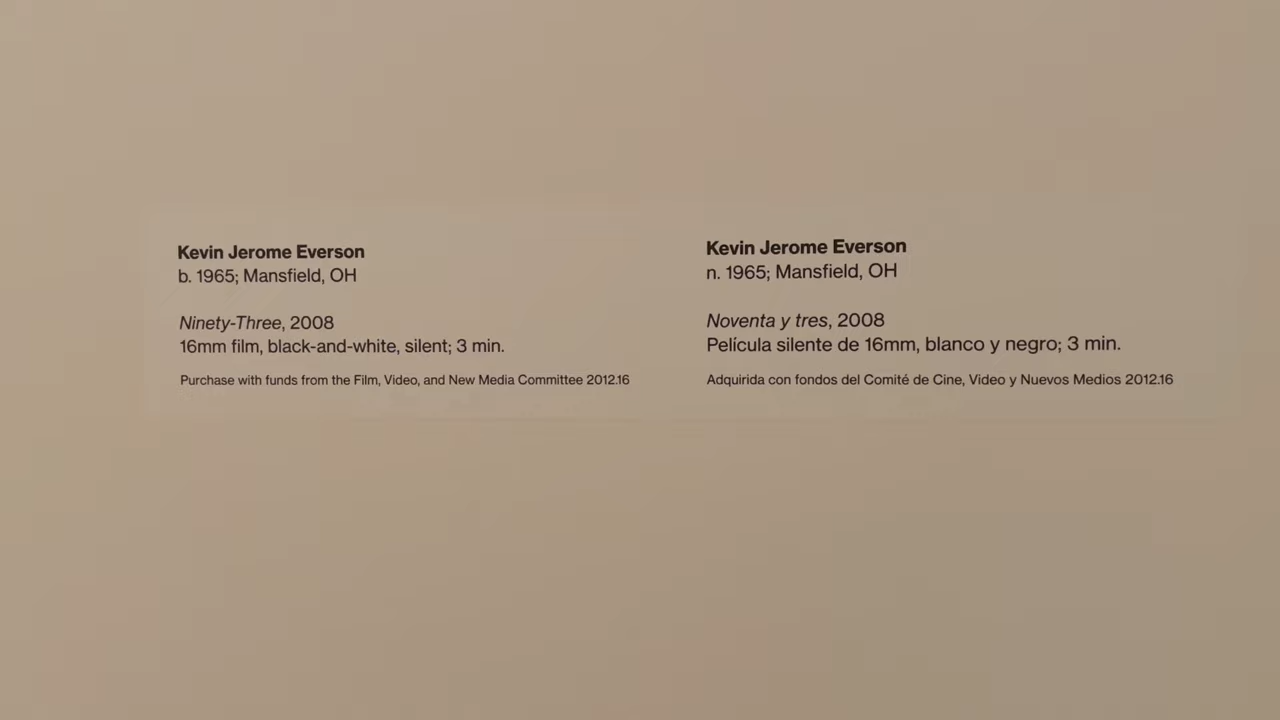 Kevin Jerome Everson
b. 1965; Mansfield, OH
Ninety-Three, 2008
16mm film, black-and-white, silent; 3 min.
Purchase with funds from the Film, Video, and New Media Committee 2012.16
Kevin Jerome Everson
n. 1965; Mansfield, OH
Noventa y tres, 2008
Película silente de 16mm, blanco y negro; 3 min.
Adquirida con fondos del Comité de Cine, Video y Nuevos Medios 2012.16